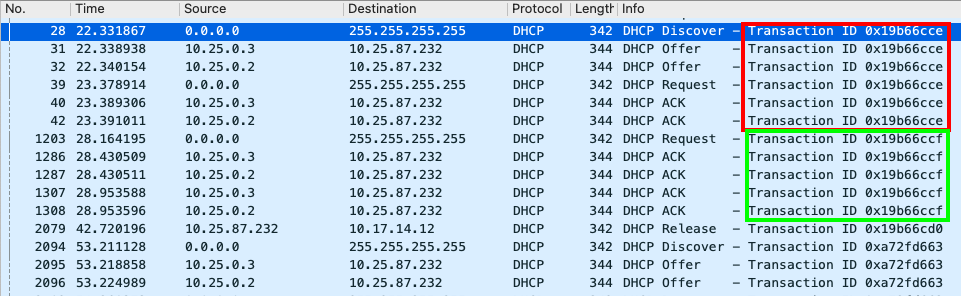 No. Time Source Destination Protocol Length Info
28 22.331867 0.0.0.0 255.255.255.255 DHCP 342 DHCP Discover – Transaction ID 0x19b66cce
31 22.338938 10.25.0.3 10.25.87.232 DHCP 344 DHCP Offer – Transaction ID 0x19b66cce
32 22.340154 10.25.0.2 10.25.87.232 DHCP 344 DHCP Offer – Transaction ID 0x19b66cce
39 23.378914 0.0.0.0 255.255.255.255 DHCP 342 DHCP Request – Transaction ID 0x19b66cce
40 23.389306 10.25.0.3 10.25.87.232 DHCP 344 DHCP ACK – Transaction ID 0x19b66cce
42 23.391011 10.25.0.2 10.25.87.232 DHCP 344 DHCP ACK – Transaction ID 0x19b66cce
1203 28.164195 0.0.0.0 255.255.255.255 DHCP 342 DHCP Request – Transaction ID 0x19b66ccf
1286 28.430509 10.25.0.3 10.25.87.232 DHCP 344 DHCP ACK – Transaction ID 0x19b66ccf
1287 28.430511 10.25.0.2 10.25.87.232 DHCP 344 DHCP ACK – Transaction ID 0x19b66ccf
1307 28.953588 10.25.0.3 10.25.87.232 DHCP 344 DHCP ACK – Transaction ID 0x19b66ccf
1308 28.953596 10.25.0.2 10.25.87.232 DHCP 344 DHCP ACK – Transaction ID 0x19b66ccf
2079 42.720196 10.25.87.232 10.17.14.12 DHCP 342 DHCP Release – Transaction ID 0x19b66cd0
2094 53.211128 0.0.0.0 255.255.255.255 DHCP 342 DHCP Discover – Transaction ID 0xa72fd663
2095 53.218858 10.25.0.3 10.25.87.232 DHCP 344 DHCP Offer – Transaction ID 0xa72fd663
2096 53.224989 10.25.0.2 10.25.87.232 DHCP 344 DHCP Offer – Transaction ID 0xa72fd663